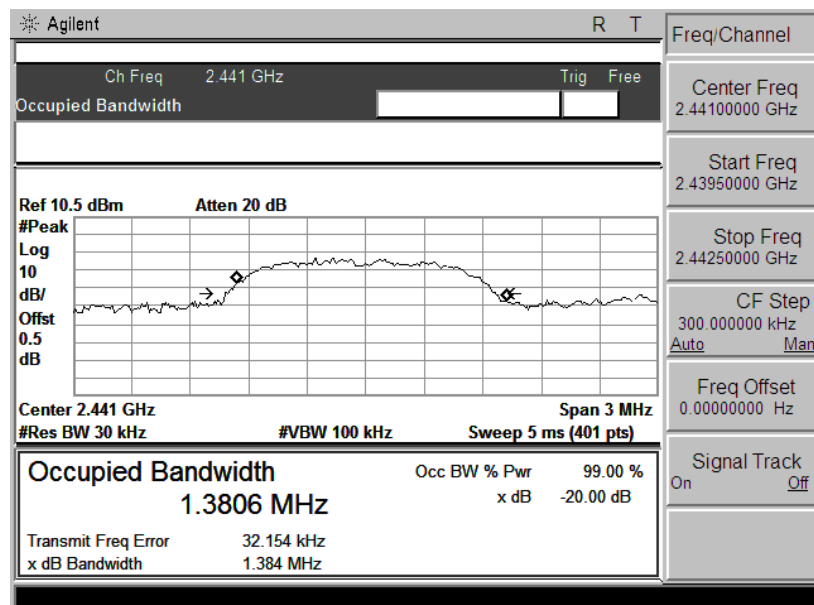 Agilent R T
Ch Freq 2.441 GHz Trig Free
Occupied Bandwidth
Ref 10.5 dBm Atten 20 dB
#Peak
Log
10
dB/
Offst
0.5
dB
Center 2.441 GHz Span 3 MHz
#Res BW 30 kHz #VBW 100 kHz Sweep 5 ms (401 pts)
Occupied Bandwidth Occ BW % Pwr 99.00 %
1.3806 MHz x dB -20.00 dB
Transmit Freq Error 32.154 kHz
x dB Bandwidth 1.384 MHz
Freq/Channel
Center Freq
2.44100000 GHz
Start Freq
2.43950000 GHz
Stop Freq
2.44250000 GHz
CF Step
300.000000 kHz
Auto Man
Freq Offset
0.00000000 Hz
Signal Track
On Off